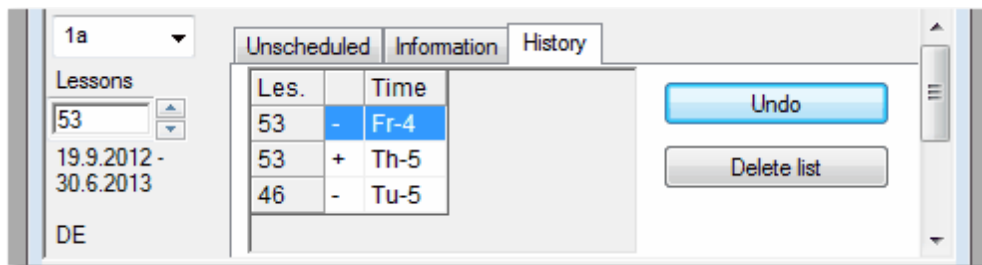 1a
Lessons
53
19.9.2012 -
30.6.2013
DE
Unscheduled Information History
Les. Time
53 - Fr-4
53 + Th-5
46 - Tu-5
Undo
Delete list